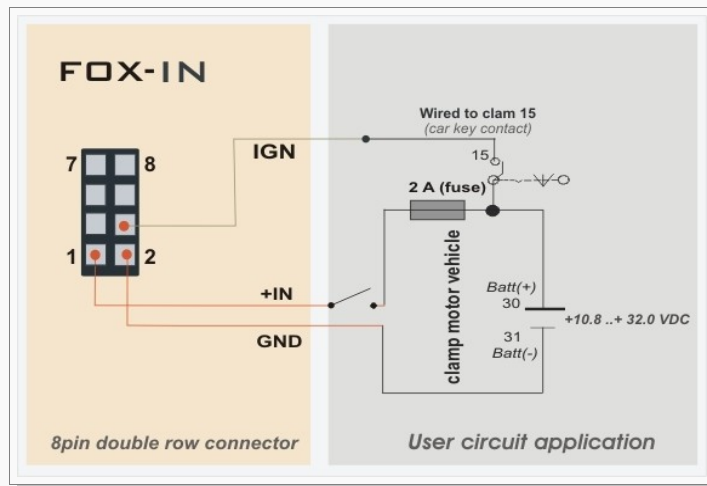 FOX-IN
Wired to clam 15
(car key contact)
IGN
15
7 8
2 A (fuse)
1 2
clamp motor vehicle
+IN
Batt(+)
30
+10.8 ..+ 32.0 VDC
31
Batt(-)
GND
8pin double row connector
User circuit application